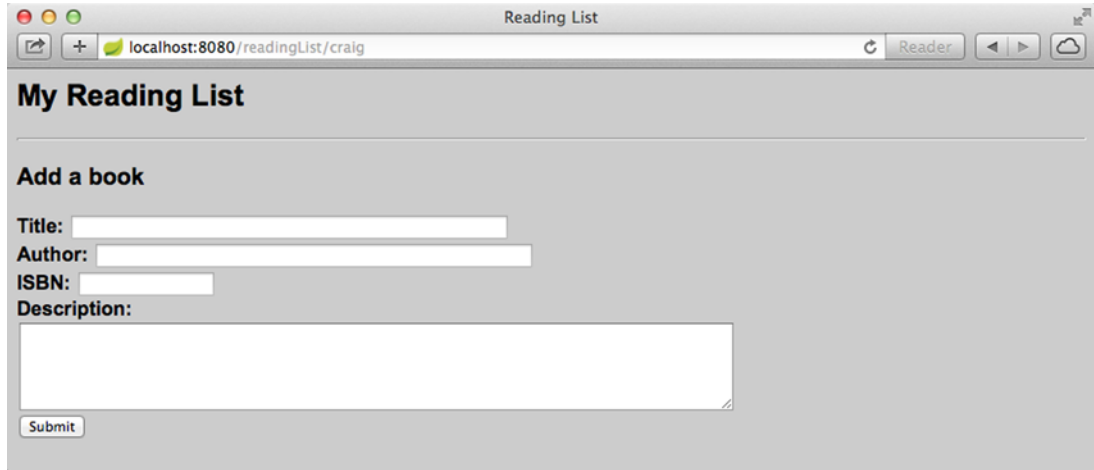 Reading List
localhost:8080/readingList/craig
Reader
My Reading List
Add a book
Title:
Author:
ISBN:
Description:
Submit